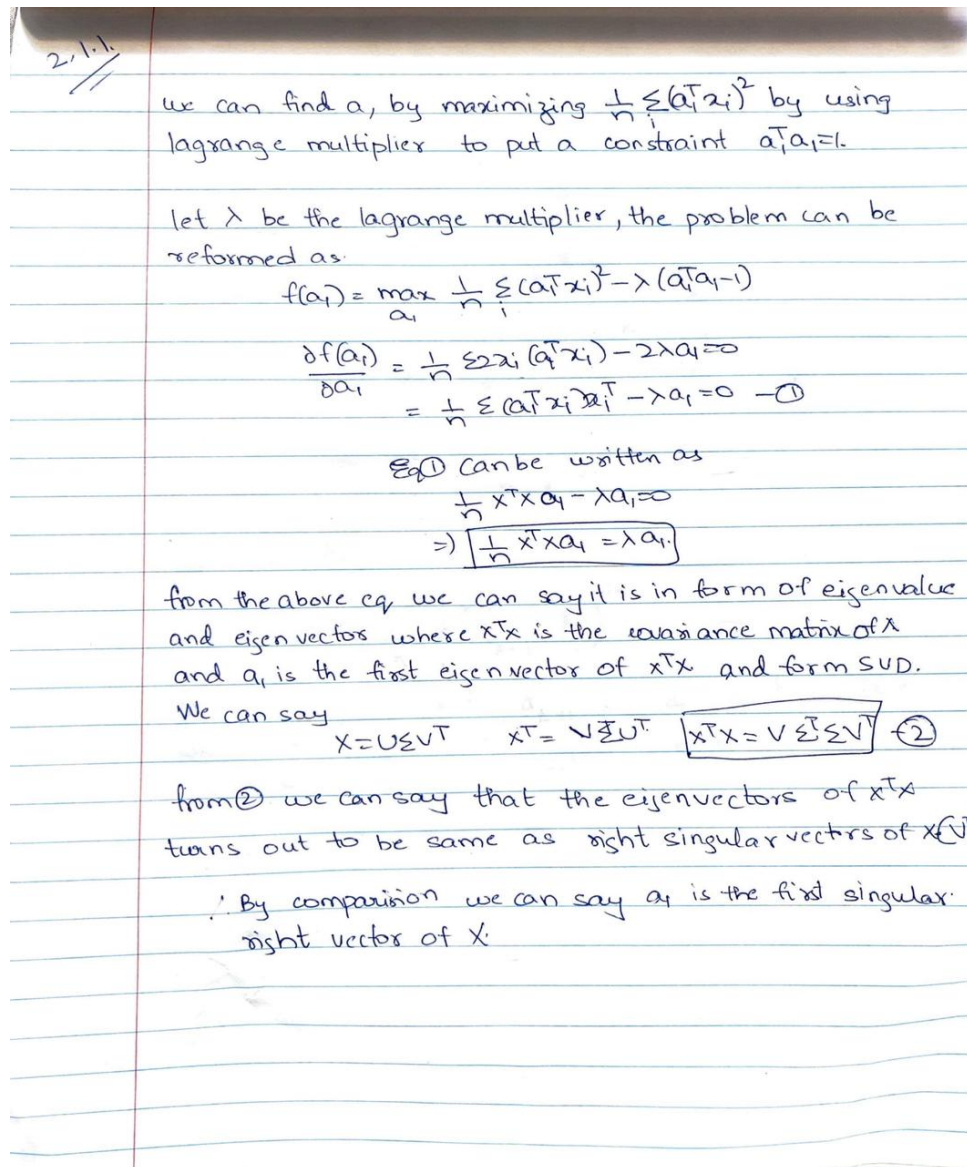 2.1.1.
we can find a, by maximizing 1/n Σᵢ(a₁ᵀxᵢ)² by using
lagrange multiplier to put a constraint a₁ᵀa₁=1.
let λ be the lagrange multiplier, the problem can be
reformed as.
f(a₁) = max_{a₁} 1/n Σᵢ(a₁ᵀxᵢ)² - λ(a₁ᵀa₁-1)
∂f(a₁)/∂a₁ = 1/n Σ2xᵢ(a₁ᵀxᵢ) - 2λa₁=0
= 1/n Σ(a₁ᵀxᵢ)xᵢᵀ - λa₁=0 -①
Eq① can be written as
1/n XᵀX a₁ - λa₁=0
=) 1/n XᵀXa₁ = λa₁.
from the above eq we can say it is in form of eigenvalue
and eigen vector where XᵀX is the covariance matrix of X
and a₁ is the first eigen vector of XᵀX and form SVD.
We can say
X=UΣVᵀ Xᵀ= VΣᵀUᵀ XᵀX = VΣᵀΣVᵀ -②
from② we can say that the eigenvectors of XᵀX
turns out to be same as right singular vectors of X(V
∴ By comparision we can say a₁ is the first singular.
right vector of X.